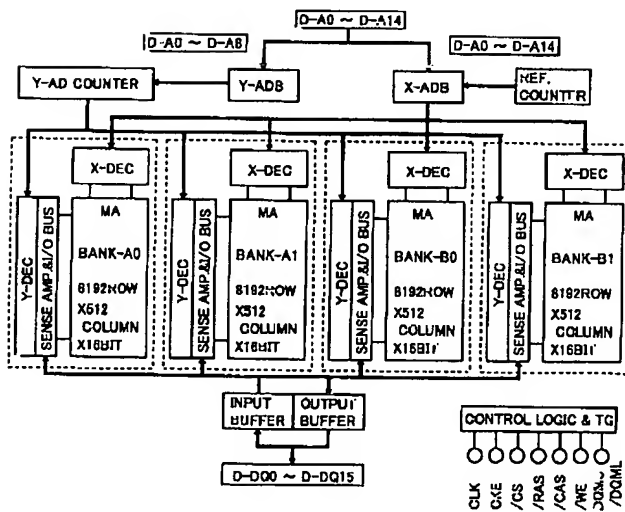 D-A0 ~ D-A14
D-A0 ~ D-A8
D-A0 ~ D-A14
Y-AD COUNTER
Y-ADB
X-ADB
REF.
COUNTER
X-DEC
X-DEC
X-DEC
X-DEC
Y-DEC
SENSE AMP.&I/O BUS
MA
BANK-A0
8192ROW
X512
COLUMN
X16BIT
Y-DEC
SENSE AMP.&I/O BUS
MA
BANK-A1
8192ROW
X512
COLUMN
X16BIT
Y-DEC
SENSE AMP.&I/O BUS
MA
BANK-B0
8192ROW
X512
COLUMN
X16BIT
Y-DEC
SENSE AMP.&I/O BUS
MA
BANK-B1
8192ROW
X512
COLUMN
X16BIT
INPUT
BUFFER
OUTPUT
BUFFER
D-DQ0 ~ D-DQ15
CONTROL LOGIC & TG
CLK
CKE
/CS
/RAS
/CAS
/WE
DQMU
/DQML